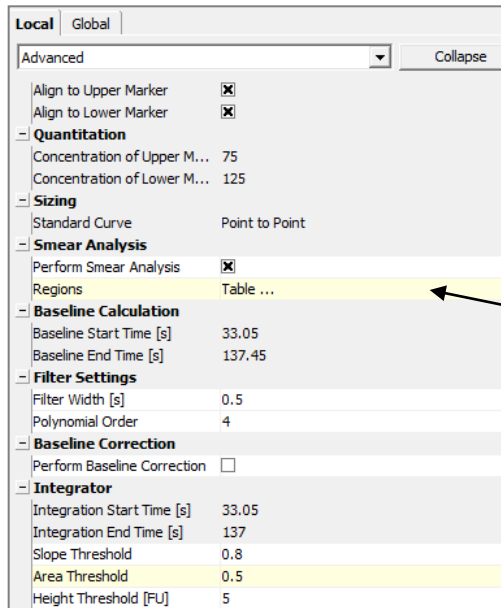 Local Global
Advanced Collapse
Align to Upper Marker
Align to Lower Marker
Quantitation
Concentration of Upper M... 75
Concentration of Lower M... 125
Sizing
Standard Curve Point to Point
Smear Analysis
Perform Smear Analysis
Regions Table ...
Baseline Calculation
Baseline Start Time [s] 33.05
Baseline End Time [s] 137.45
Filter Settings
Filter Width [s] 0.5
Polynomial Order 4
Baseline Correction
Perform Baseline Correction
Integrator
Integration Start Time [s] 33.05
Integration End Time [s] 137
Slope Threshold 0.8
Area Threshold 0.5
Height Threshold [FU] 5